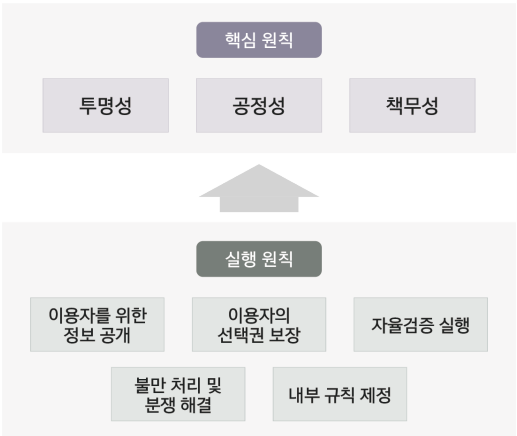 핵심 원칙
투명성
공정성
책무성
실행 원칙
이용자를 위한
정보 공개
이용자의
선택권 보장
자율검증 실행
불만 처리 및
분쟁 해결
내부 규칙 제정